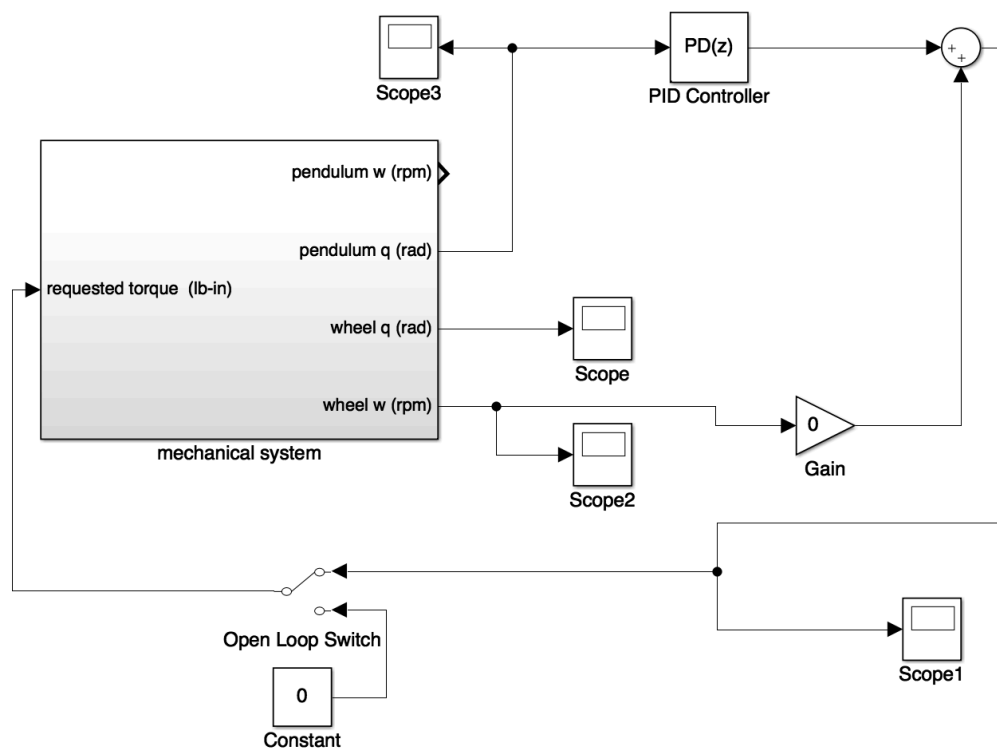 PD(z)
+
+
Scope3
PID Controller
pendulum w (rpm)
pendulum q (rad)
requested torque (lb-in)
wheel q (rad)
Scope
wheel w (rpm)
0
mechanical system
Gain
Scope2
Open Loop Switch
Scope1
0
Constant